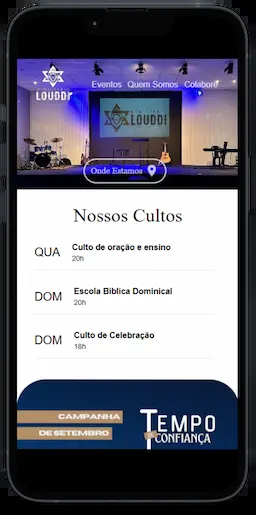 LOUDDI
Eventos Quem Somos Colabore
LOUDDI
Onde Estamos
Nossos Cultos
QUA
Culto de oração e ensino
20h
DOM
Escola Bíblica Dominical
20h
DOM
Culto de Celebração
18h
CAMPANHA
DE SETEMBRO
TEMPO
DE CONFIANÇA